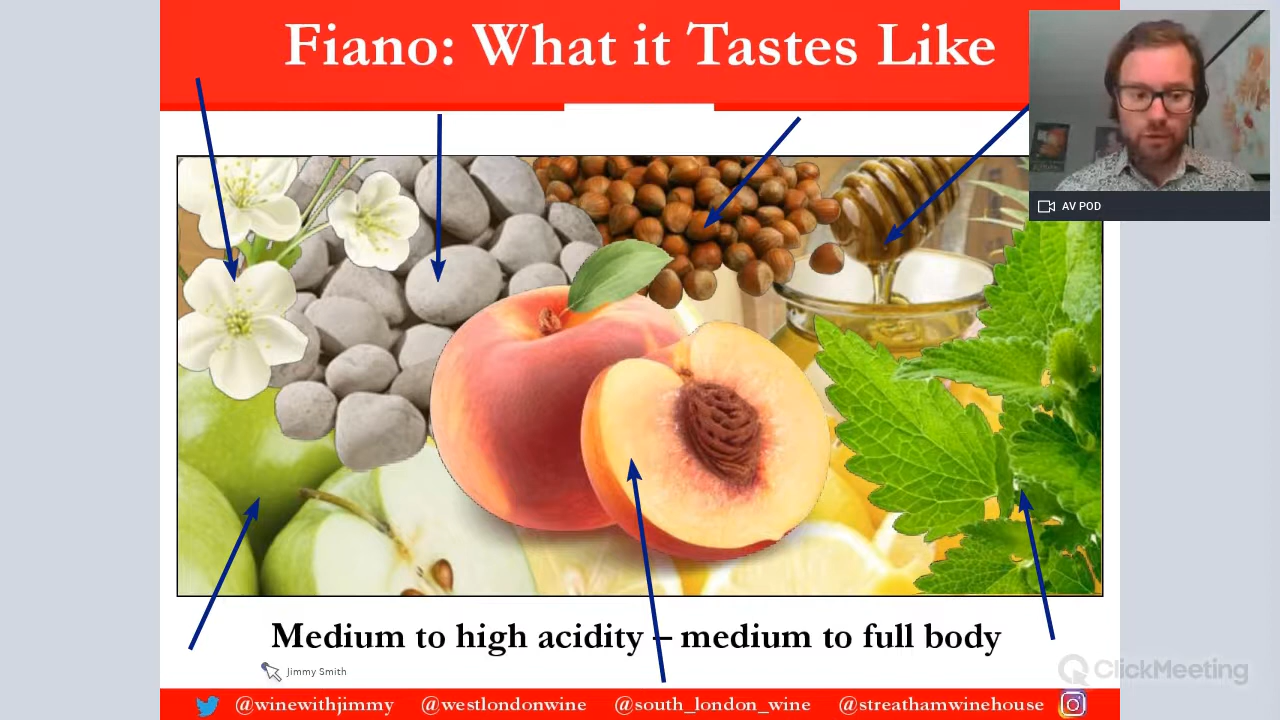 Fiano: What it Tastes Like
AV POD
Medium to high acidity – medium to full body
Jimmy Smith
ClickMeeting
@winewithjimmy @westlondonwine @south_london_wine @streathamwinehouse